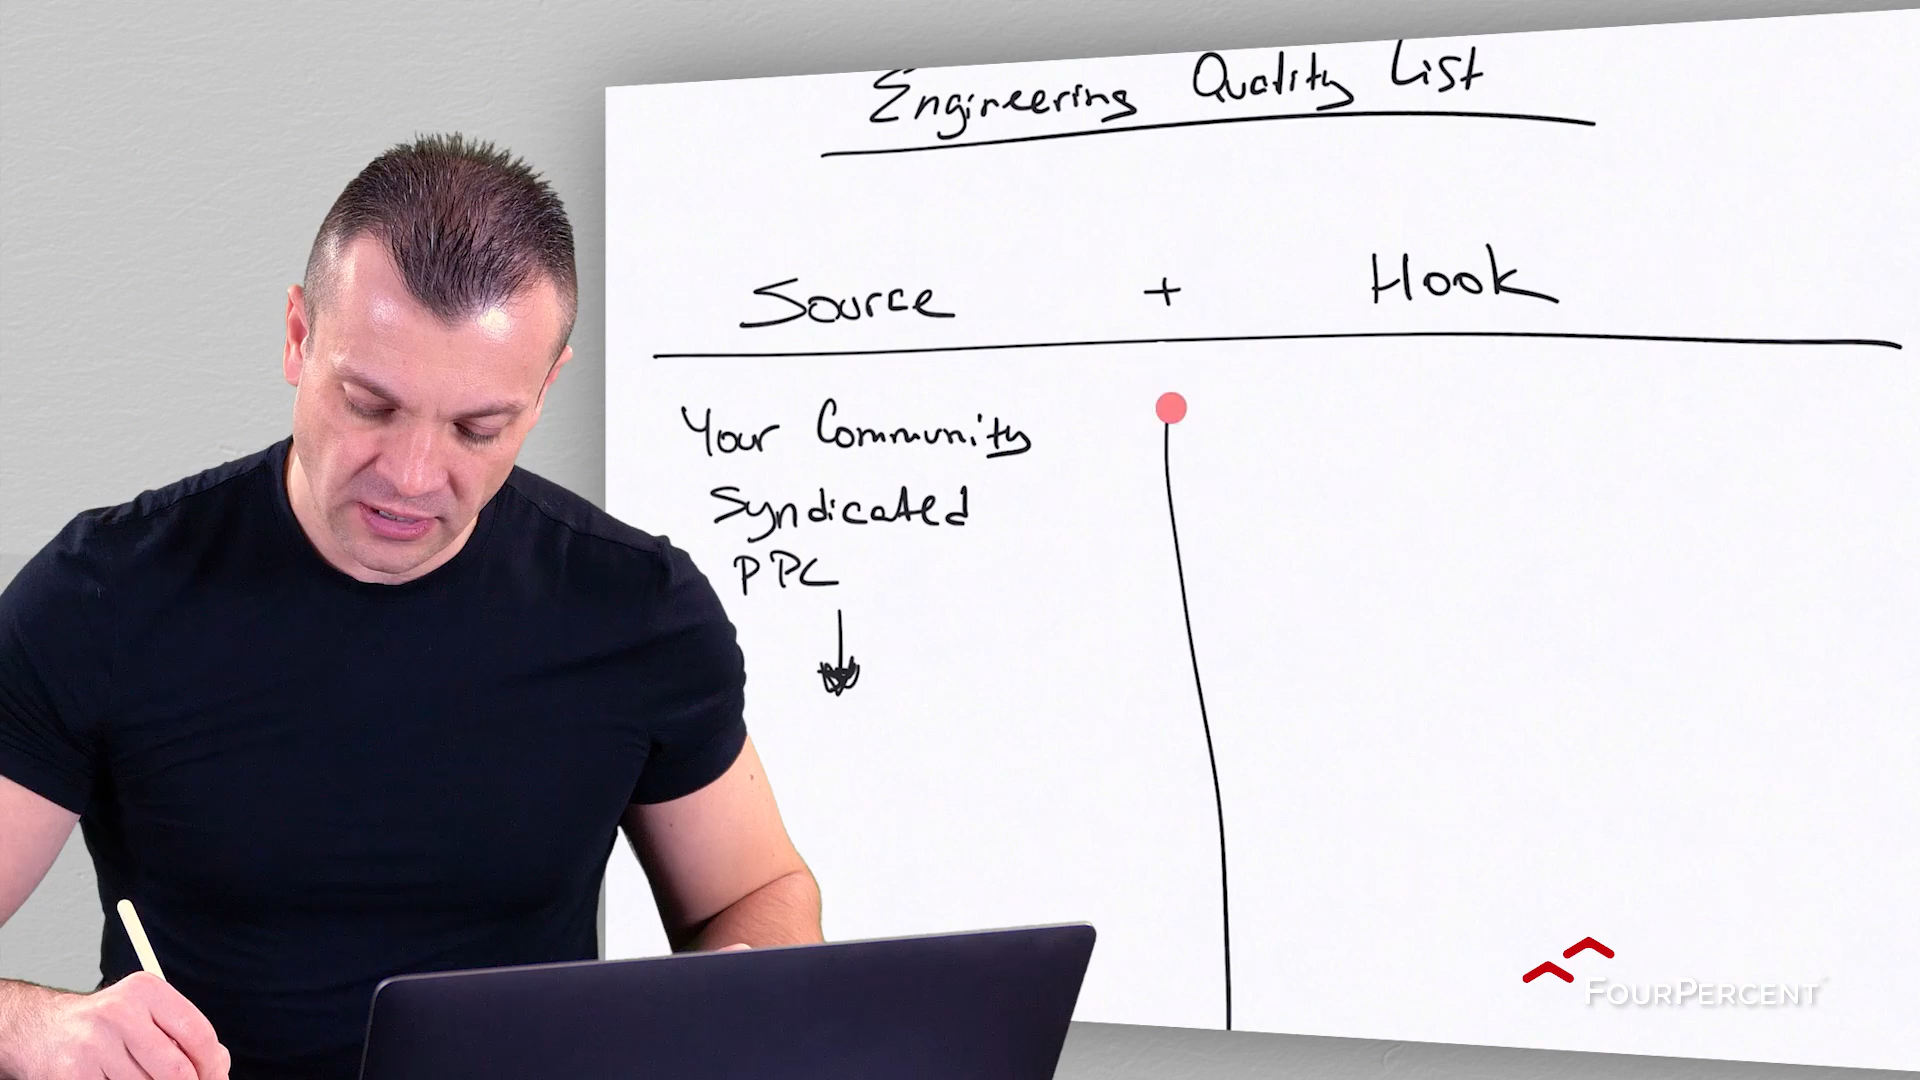 Engineering Quality List
Source + Hook
Your Community
Syndicated
PPC
FOURPERCENT